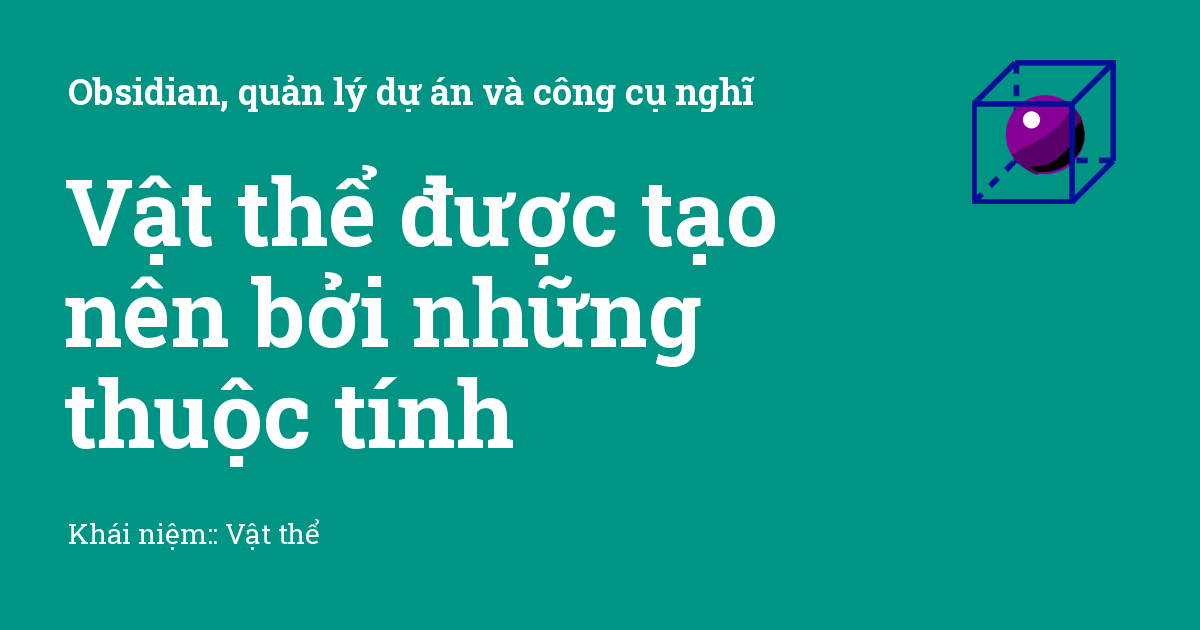 Obsidian, quản lý dự án và công cụ nghĩ
Vật thể được tạo
nên bởi những
thuộc tính
Khái niệm:: Vật thể